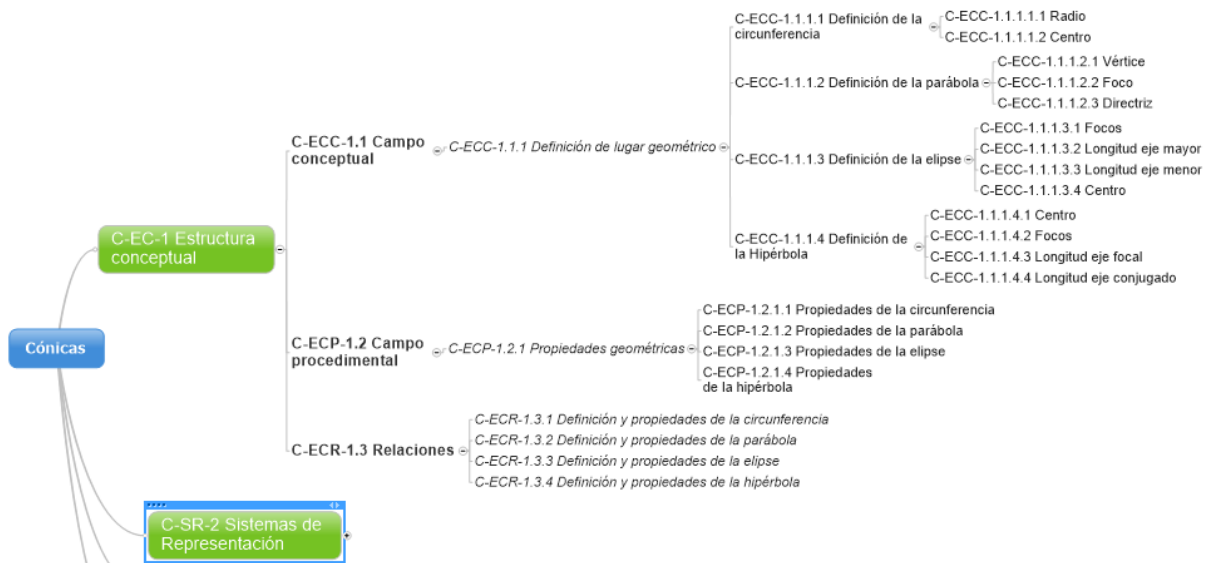 Cónicas
C-EC-1 Estructura
conceptual
C-ECC-1.1 Campo
conceptual
C-ECC-1.1.1 Definición de lugar geométrico
C-ECC-1.1.1.1 Definición de la
circunferencia
C-ECC-1.1.1.1.1 Radio
C-ECC-1.1.1.1.2 Centro
C-ECC-1.1.1.2 Definición de la parábola
C-ECC-1.1.1.2.1 Vértice
C-ECC-1.1.1.2.2 Foco
C-ECC-1.1.1.2.3 Directriz
C-ECC-1.1.1.3 Definición de la elipse
C-ECC-1.1.1.3.1 Focos
C-ECC-1.1.1.3.2 Longitud eje mayor
C-ECC-1.1.1.3.3 Longitud eje menor
C-ECC-1.1.1.3.4 Centro
C-ECC-1.1.1.4 Definición de
la Hipérbola
C-ECC-1.1.1.4.1 Centro
C-ECC-1.1.1.4.2 Focos
C-ECC-1.1.1.4.3 Longitud eje focal
C-ECC-1.1.1.4.4 Longitud eje conjugado
C-ECP-1.2 Campo
procedimental
C-ECP-1.2.1 Propiedades geométricas
C-ECP-1.2.1.1 Propiedades de la circunferencia
C-ECP-1.2.1.2 Propiedades de la parábola
C-ECP-1.2.1.3 Propiedades de la elipse
C-ECP-1.2.1.4 Propiedades
de la hipérbola
C-ECR-1.3 Relaciones
C-ECR-1.3.1 Definición y propiedades de la circunferencia
C-ECR-1.3.2 Definición y propiedades de la parábola
C-ECR-1.3.3 Definición y propiedades de la elipse
C-ECR-1.3.4 Definición y propiedades de la hipérbola
C-SR-2 Sistemas de
Representación